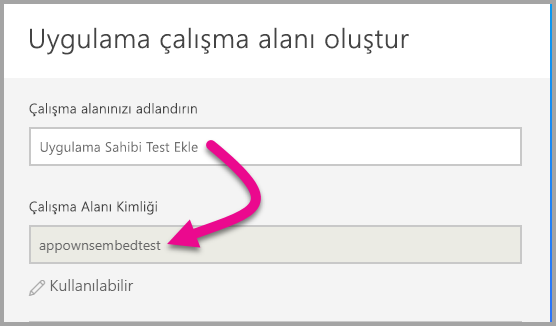 Uygulama çalışma alanı oluştur
Çalışma alanınızı adlandırın
Uygulama Sahibi Test Ekle
Çalışma Alanı Kimliği
appownsembedtest
Kullanılabilir